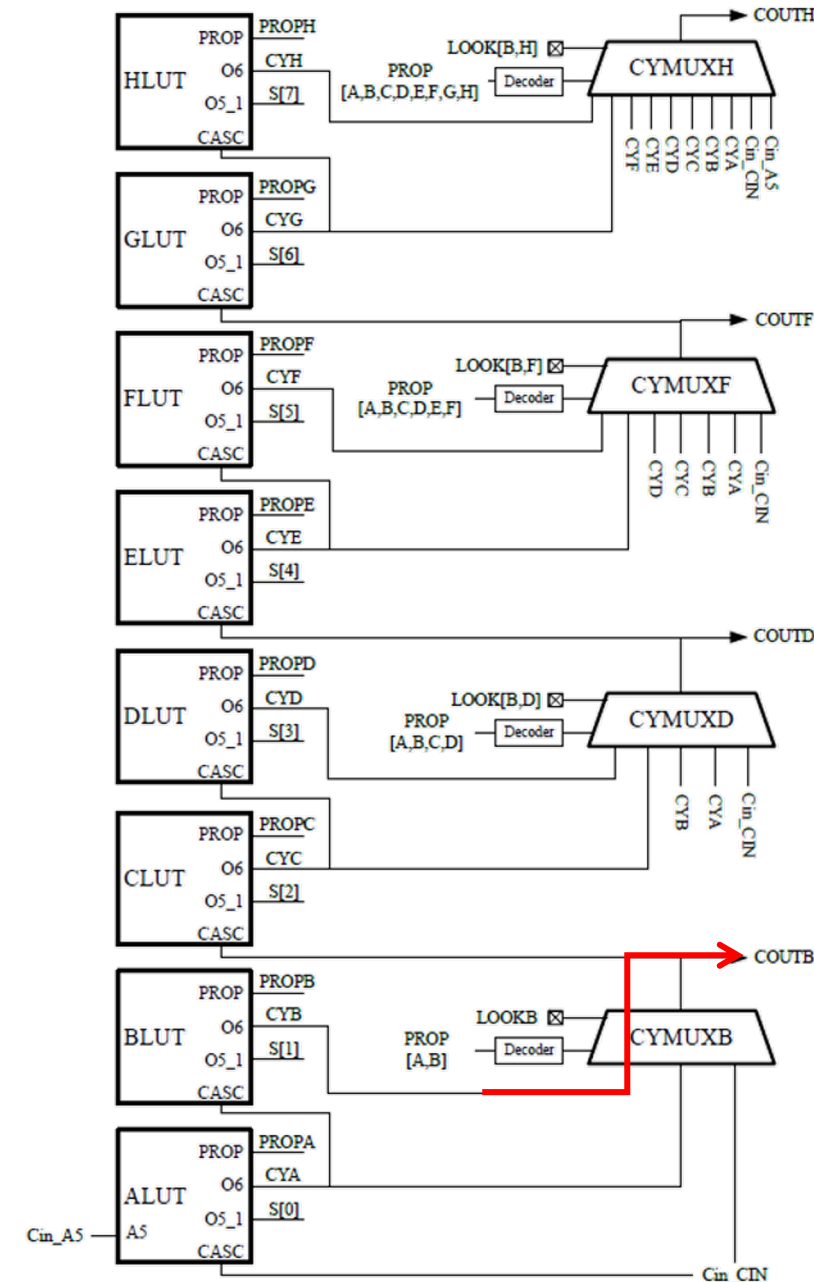 COUTH
PROP
PROPH
LOOK[B,H]
HLUT
O6
CYH
PROP
[A,B,C,D,E,F,G,H]
Decoder
CYMUXH
O5_1
S[7]
CASC
CYF
CYE
CYD
CYC
CYB
CYA
Cin_CIN
Cin_A5
PROP
PROPG
GLUT
O6
CYG
O5_1
S[6]
CASC
COUTF
PROP
PROPF
LOOK[B,F]
FLUT
O6
CYF
PROP
[A,B,C,D,E,F]
Decoder
CYMUXF
O5_1
S[5]
CASC
CYD
CYC
CYB
CYA
Cin_CIN
PROP
PROPE
ELUT
O6
CYE
O5_1
S[4]
CASC
COUTD
PROP
PROPD
LOOK[B,D]
DLUT
O6
CYD
PROP
[A,B,C,D]
Decoder
CYMUXD
O5_1
S[3]
CASC
CYB
CYA
Cin_CIN
PROP
PROPC
CLUT
O6
CYC
O5_1
S[2]
CASC
COUTB
PROP
PROPB
LOOKB
BLUT
O6
CYB
PROP
[A,B]
Decoder
CYMUXB
O5_1
S[1]
CASC
PROP
PROPA
ALUT
O6
CYA
O5_1
S[0]
Cin_A5
A5
CASC
Cin_CIN